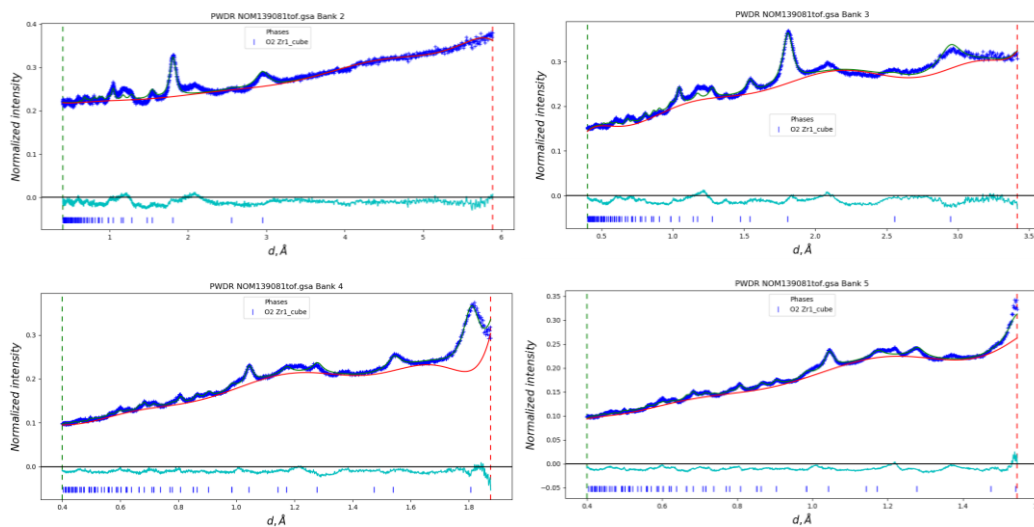 PWDR NOM139081tof.gsa Bank 2
Phases
O2 Zr1_cube
Normalized intensity
0.4
0.3
0.2
0.1
0.0
1 2 3 4 5 6
d, Å
PWDR NOM139081tof.gsa Bank 3
Normalized intensity
0.3
0.2
0.1
0.0
Phases
O2 Zr1_cube
0.5 1.0 1.5 2.0 2.5 3.0 3.5
d, Å
PWDR NOM139081tof.gsa Bank 4
Phases
O2 Zr1_cube
Normalized intensity
0.3
0.2
0.1
0.0
0.4 0.6 0.8 1.0 1.2 1.4 1.6 1.8
d, Å
PWDR NOM139081tof.gsa Bank 5
Phases
O2 Zr1_cube
Normalized intensity
0.35
0.30
0.25
0.20
0.15
0.10
0.05
0.00
−0.05
0.4 0.6 0.8 1.0 1.2 1.4
d, Å